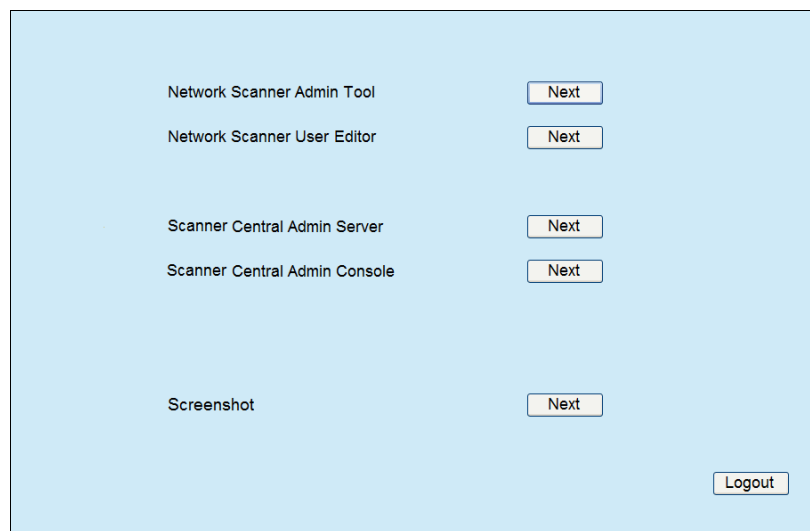 Network Scanner Admin Tool Next
Network Scanner User Editor Next
Scanner Central Admin Server Next
Scanner Central Admin Console Next
Screenshot Next
Logout